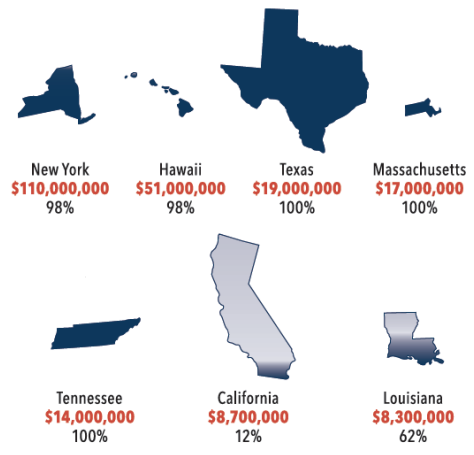 New York
$110,000,000
98%
Hawaii
$51,000,000
98%
Texas
$19,000,000
100%
Massachusetts
$17,000,000
100%
Tennessee
$14,000,000
100%
California
$8,700,000
12%
Louisiana
$8,300,000
62%